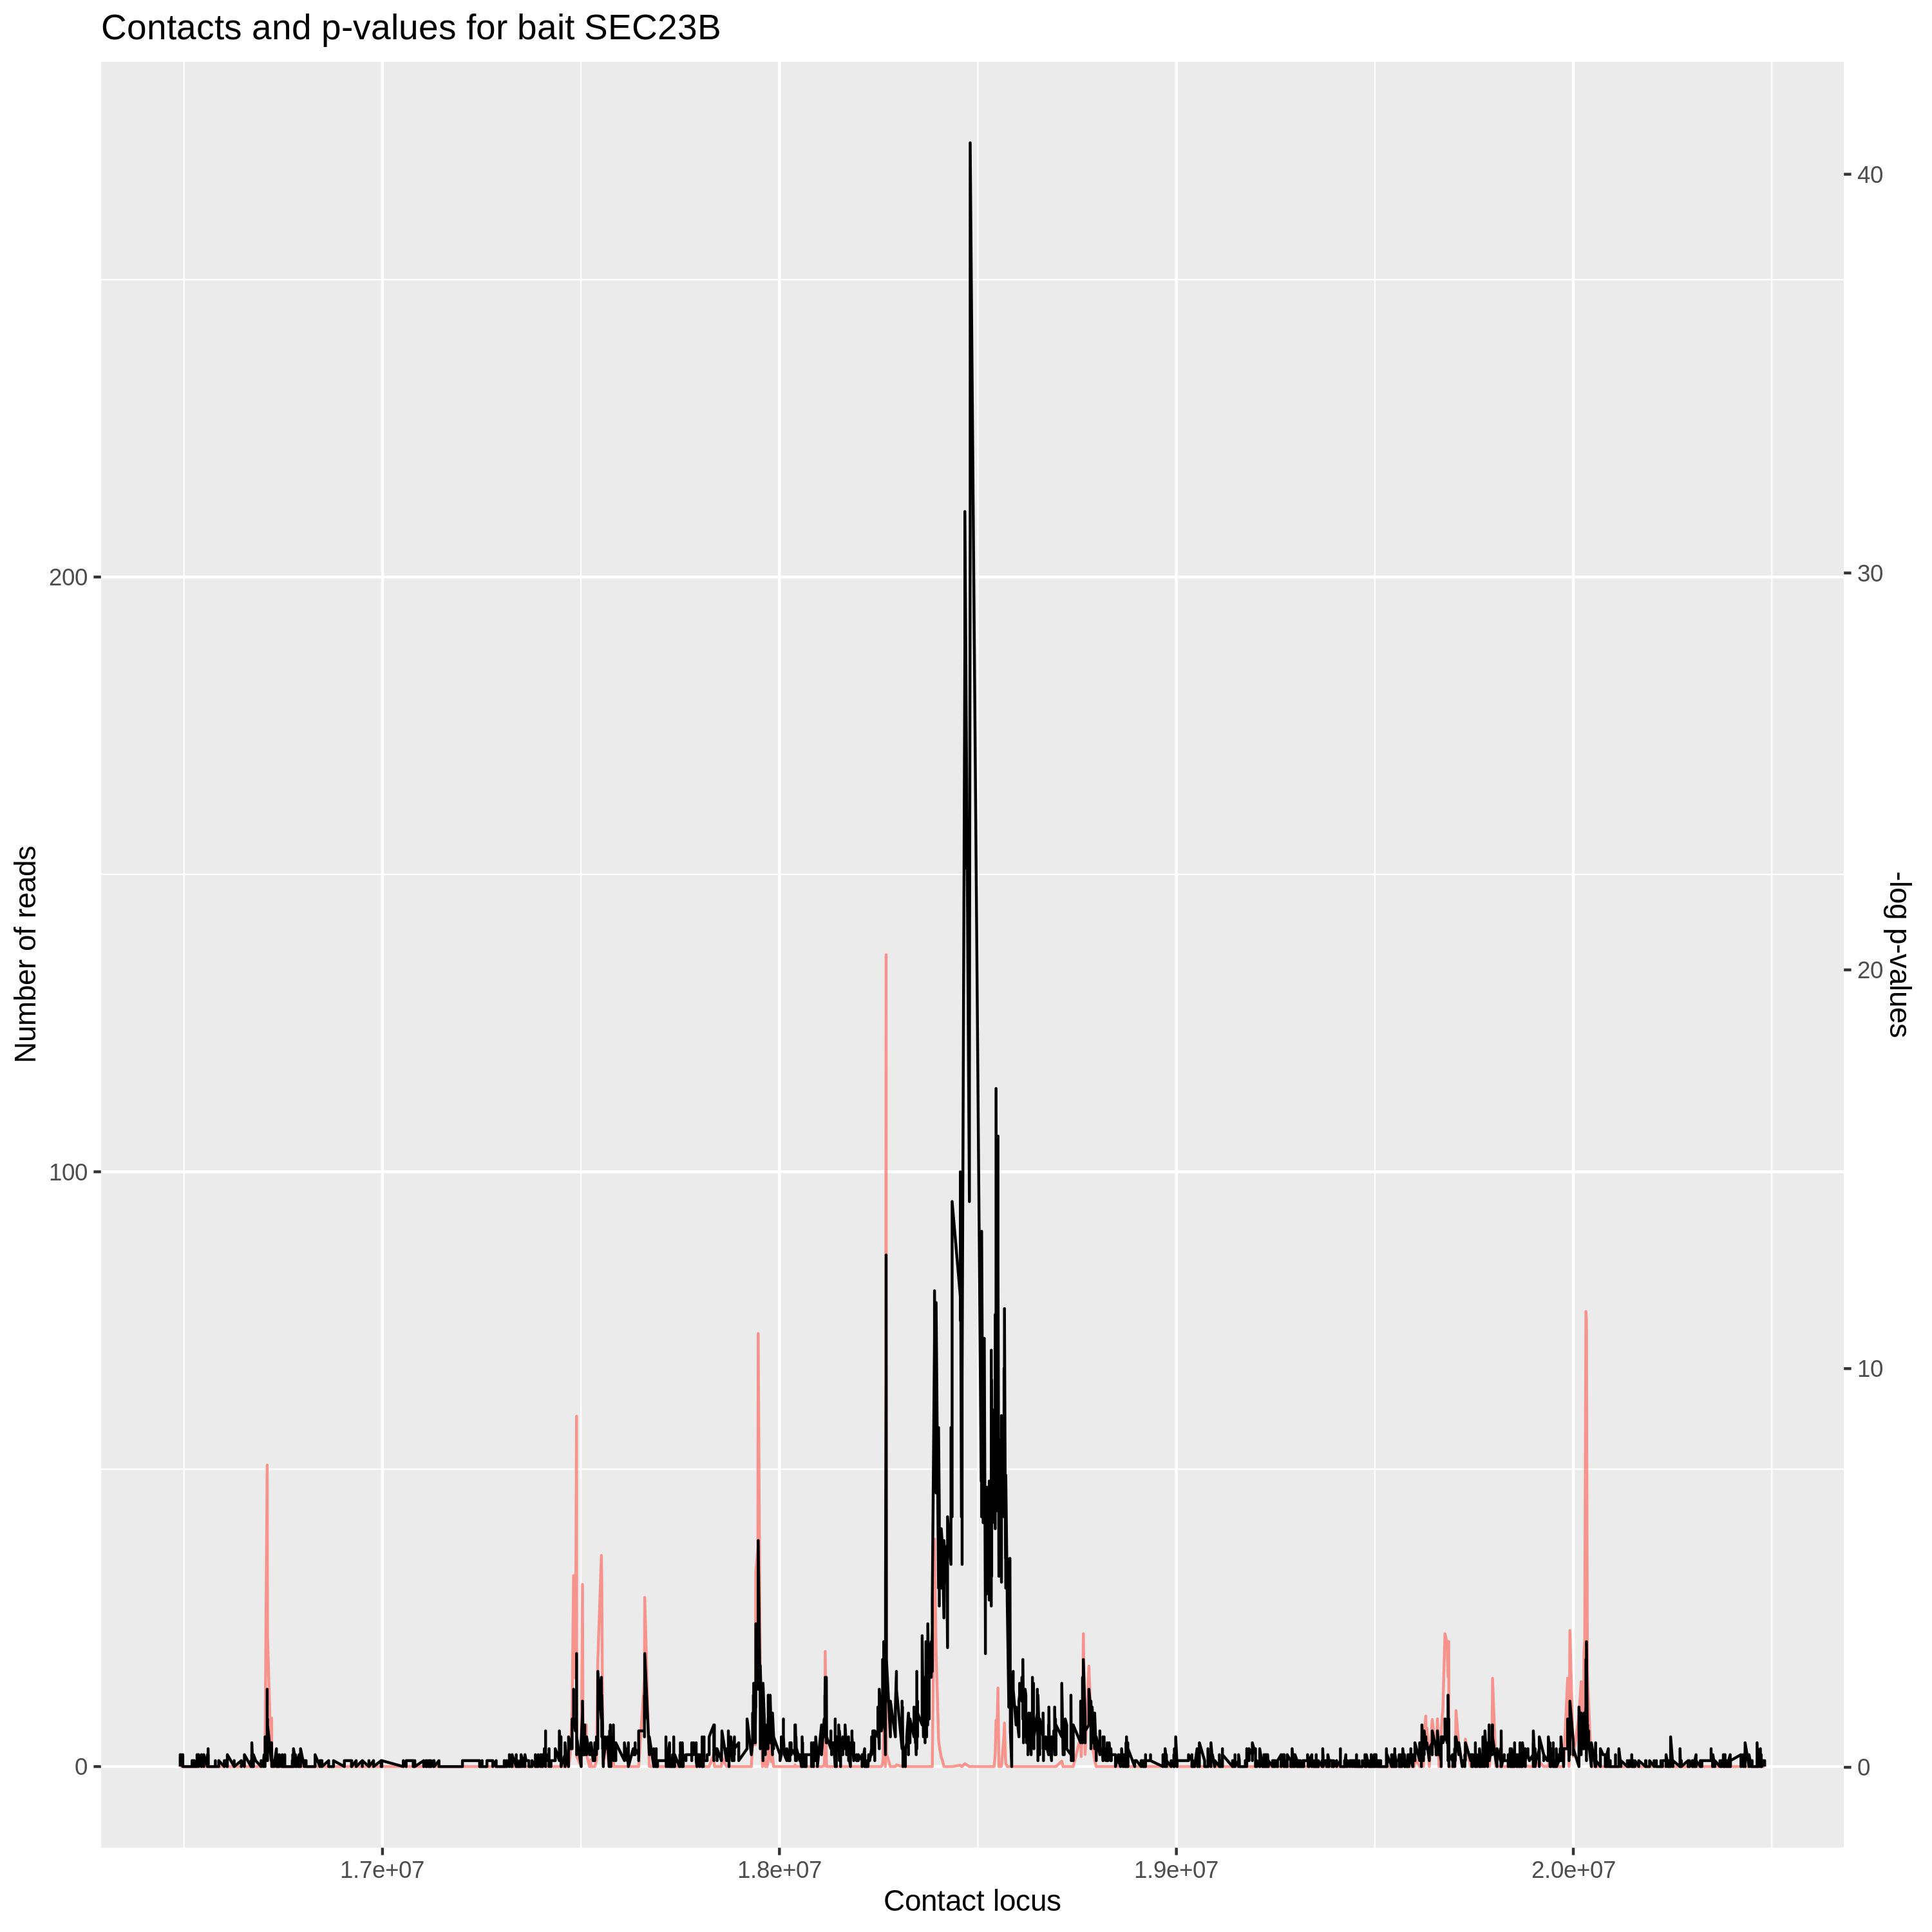 Contacts and p-values for bait SEC23B
Number of reads
200
100
0
40
30
20
10
0
-log p-values
1.7e+07
1.8e+07
1.9e+07
2.0e+07
Contact locus